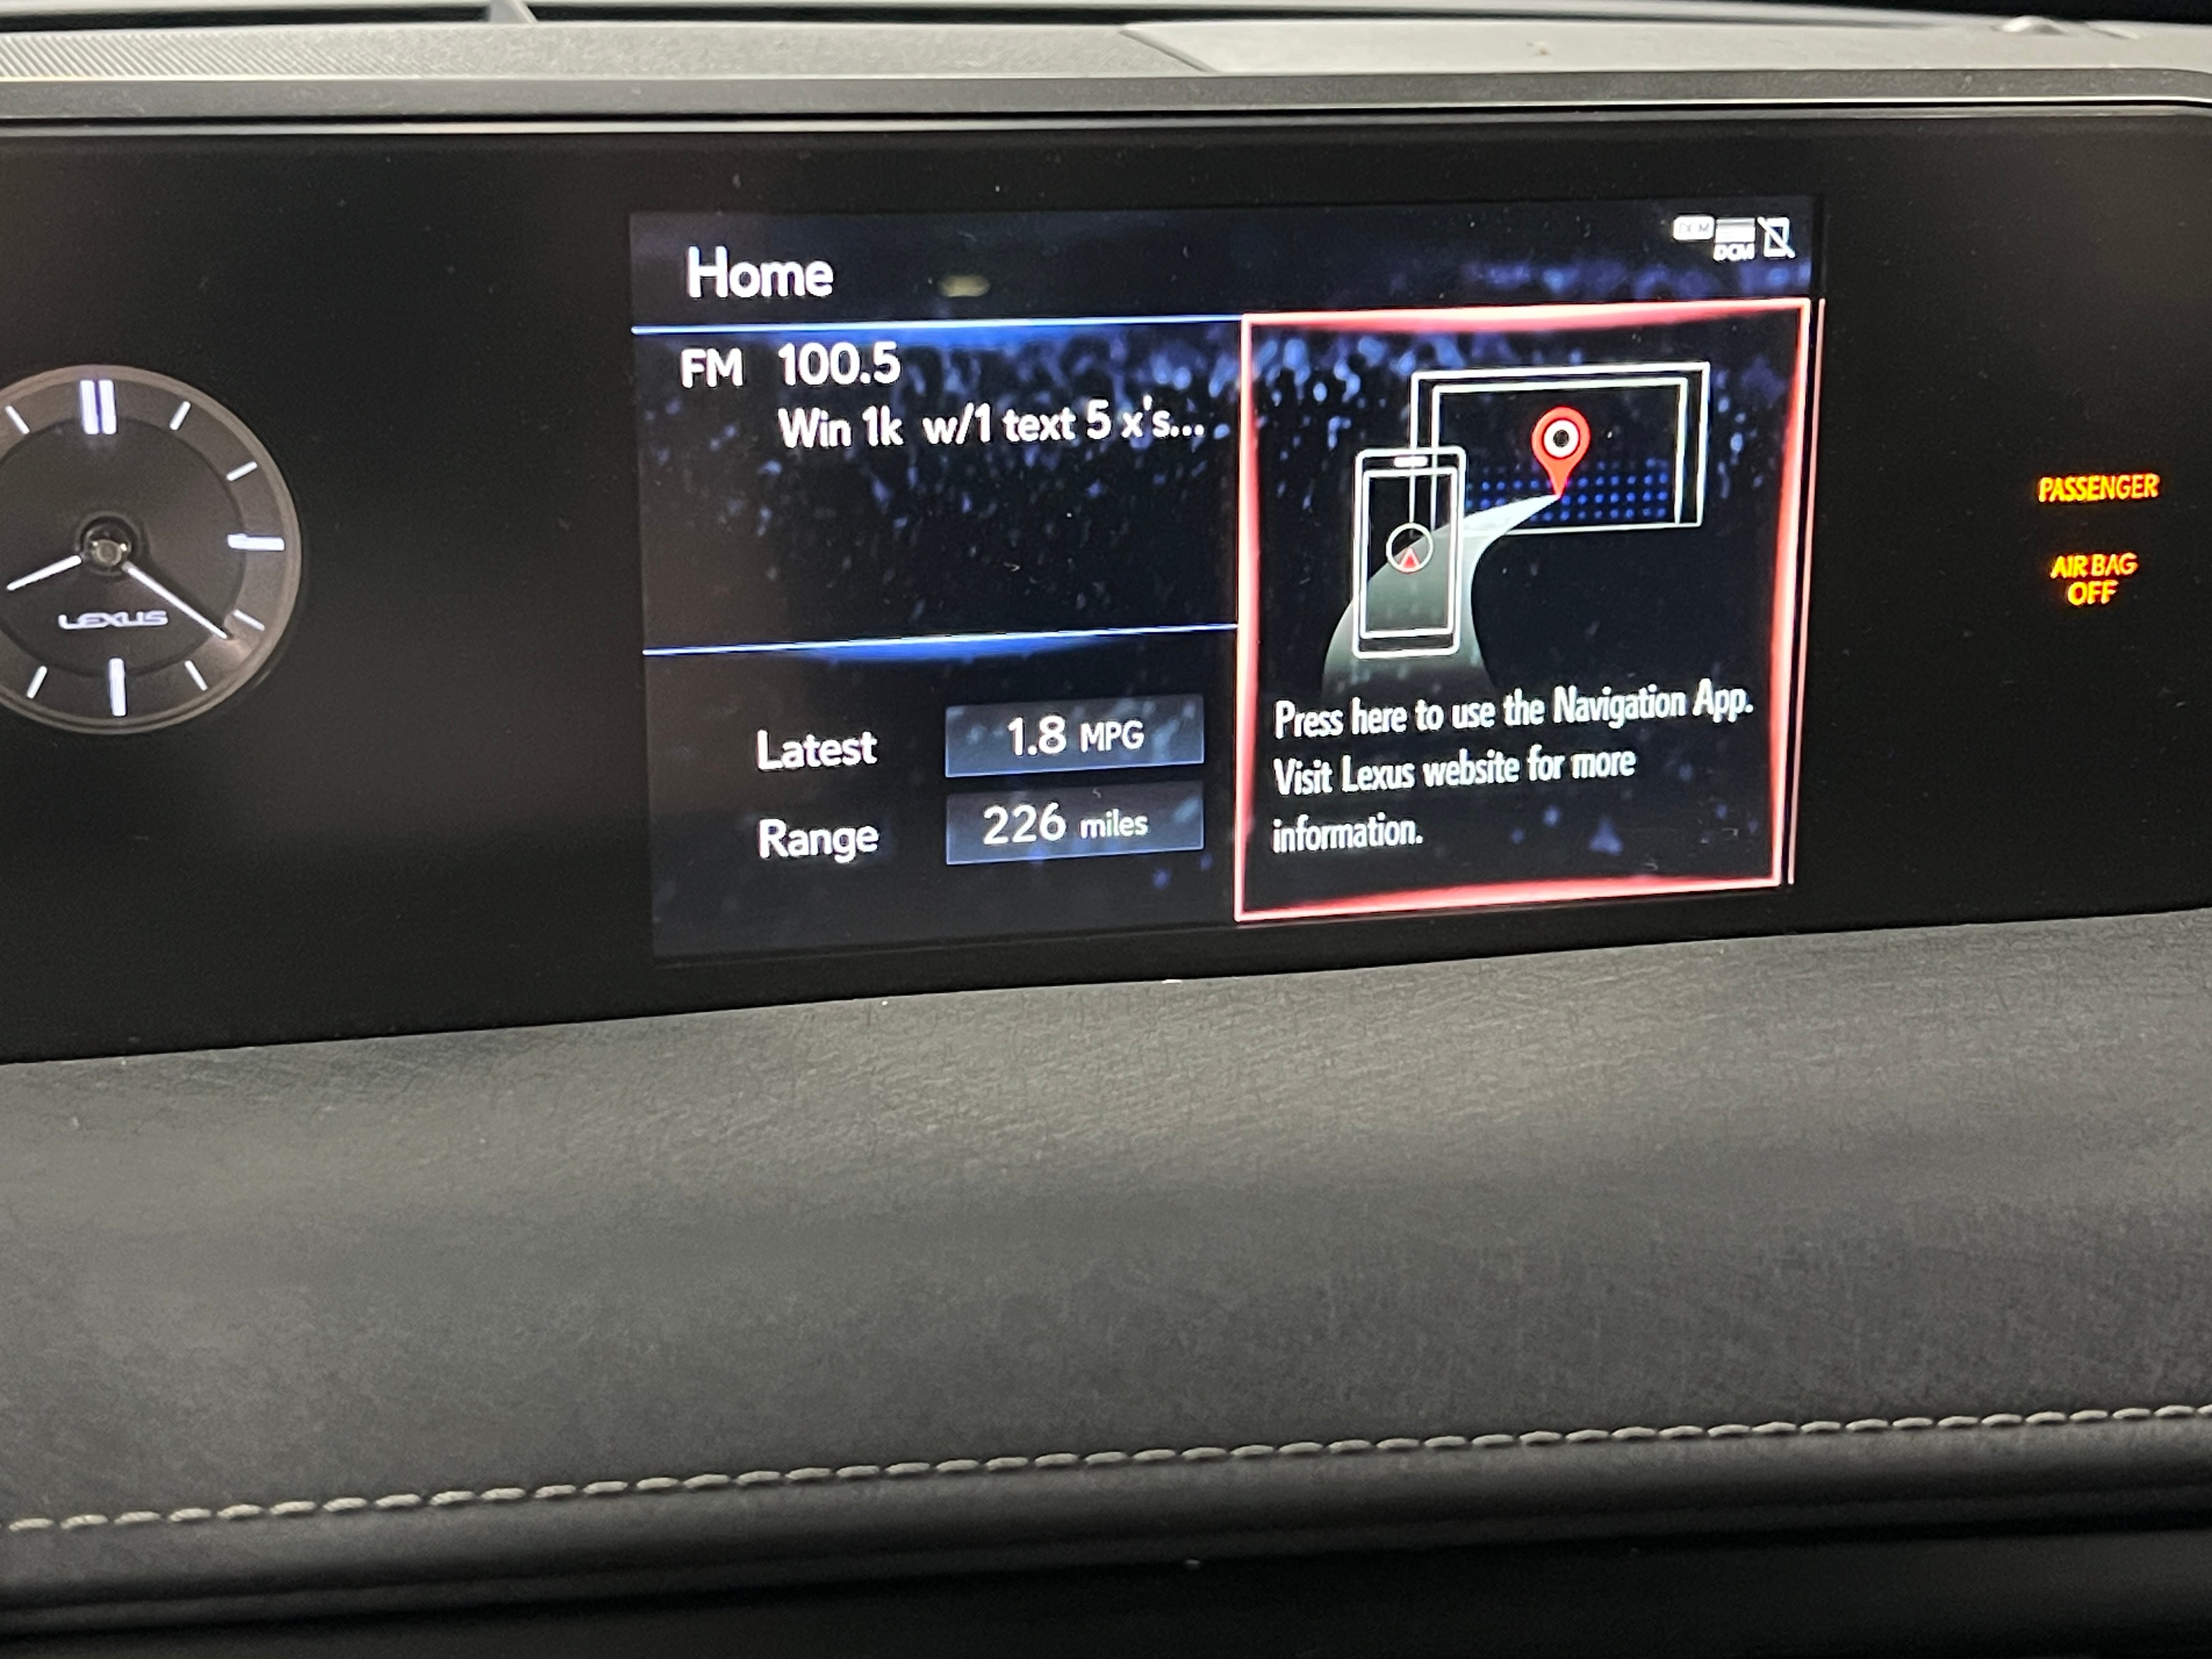 Home
DCM
DCM
FM 100.5
Win 1k w/1 text 5 x's...
LEXUS
Latest 1.8 MPG
Range 226 miles
Press here to use the Navigation App.
Visit Lexus website for more
information.
PASSENGER
AIR BAG
OFF